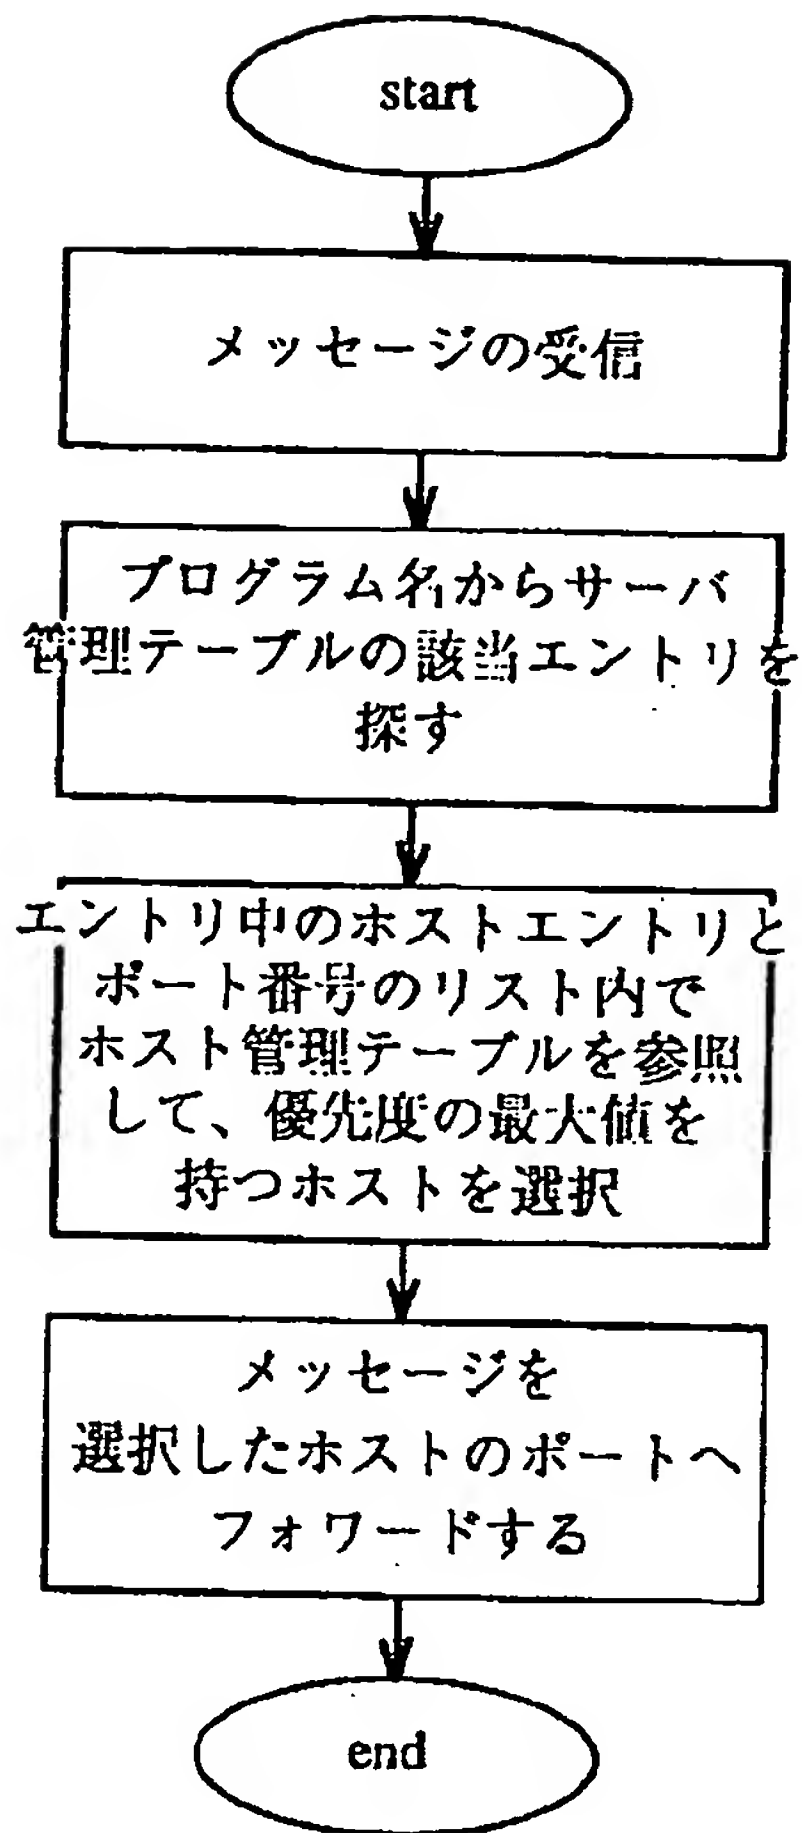 start
メッセージの受信
プログラム名からサーバ
管理テーブルの該当エントリを
探す
エントリ中のホストエントリと
ポート番号のリスト内で
ホスト管理テーブルを参照
して、優先度の最大値を
持つホストを選択
メッセージを
選択したホストのポートへ
フォワードする
end